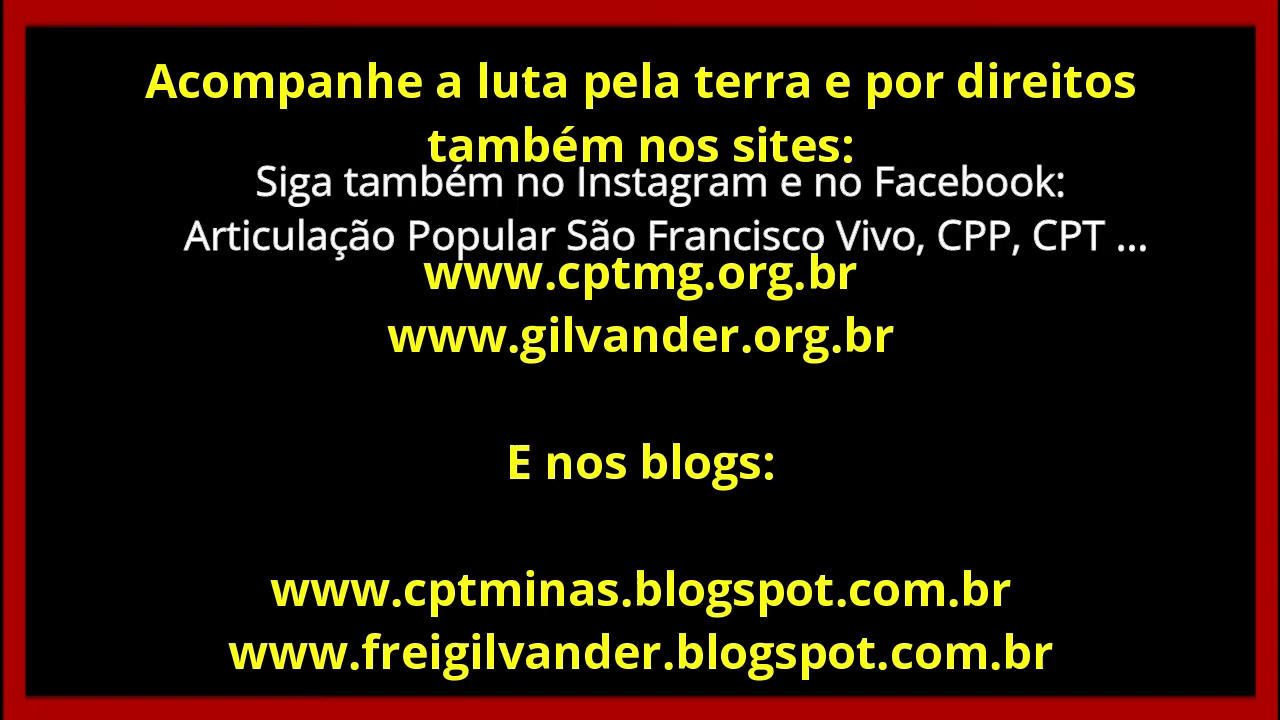 Acompanhe a luta pela terra e por direitos
também nos sites:
Siga também no Instagram e no Facebook:
Articulação Popular São Francisco Vivo, CPP, CPT ...
www.cptmg.org.br
www.gilvander.org.br
E nos blogs:
www.cptminas.blogspot.com.br
www.freigilvander.blogspot.com.br